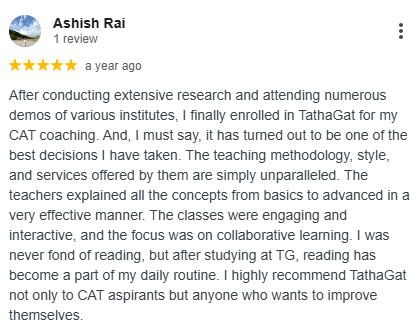 Ashish Rai
1 review
a year ago
After conducting extensive research and attending numerous
demos of various institutes, I finally enrolled in TathaGat for my
CAT coaching. And, I must say, it has turned out to be one of the
best decisions I have taken. The teaching methodology, style,
and services offered by them are simply unparalleled. The
teachers explained all the concepts from basics to advanced in a
very effective manner. The classes were engaging and
interactive, and the focus was on collaborative learning. I was
never fond of reading, but after studying at TG, reading has
become a part of my daily routine. I highly recommend TathaGat
not only to CAT aspirants but anyone who wants to improve
themselves.